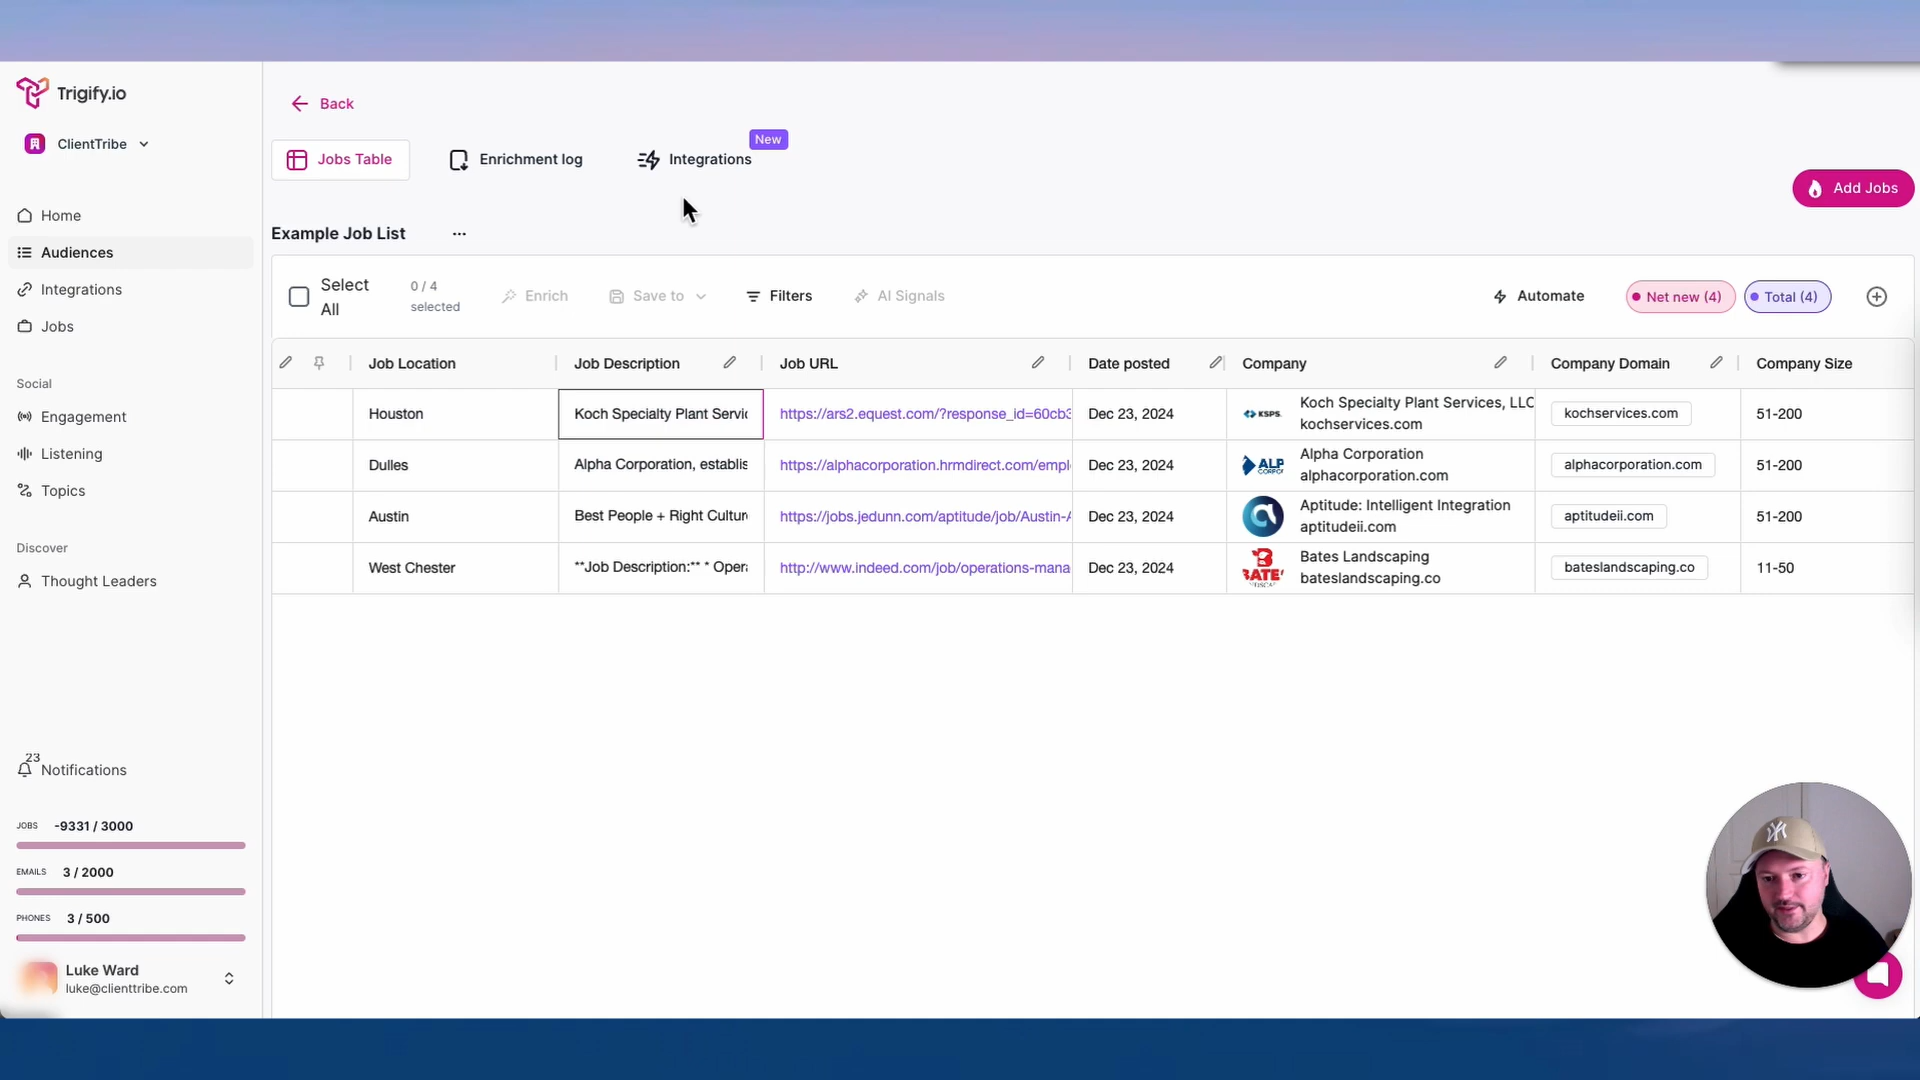 Trigify.io
ClientTribe
Home
Audiences
Integrations
Jobs
Social
Engagement
Listening
Topics
Discover
Thought Leaders
23
Notifications
JOBS -9331 / 3000
EMAILS 3 / 2000
PHONES 3 / 500
Luke Ward
luke@clienttribe.com
Back
Jobs Table Enrichment log Integrations New
Add Jobs
Example Job List ...
Select All 0 / 4 selected Enrich Save to Filters AI Signals Automate Net new (4) Total (4)
Job Location Job Description Job URL Date posted Company Company Domain Company Size
Houston Koch Specialty Plant Servic https://ars2.equest.com/?response_id=60cb3 Dec 23, 2024 KSPS. Koch Specialty Plant Services, LLC kochservices.com kochservices.com 51-200
Dulles Alpha Corporation, establis https://alphacorporation.hrmdirect.com/empl Dec 23, 2024 ALP Alpha Corporation alphacorporation.com alphacorporation.com 51-200
Austin Best People + Right Culture https://jobs.jedunn.com/aptitude/job/Austin-A Dec 23, 2024 Aptitude: Intelligent Integration aptitudeii.com aptitudeii.com 51-200
West Chester **Job Description:** * Opera http://www.indeed.com/job/operations-mana Dec 23, 2024 BATE Bates Landscaping bateslandscaping.co bateslandscaping.co 11-50